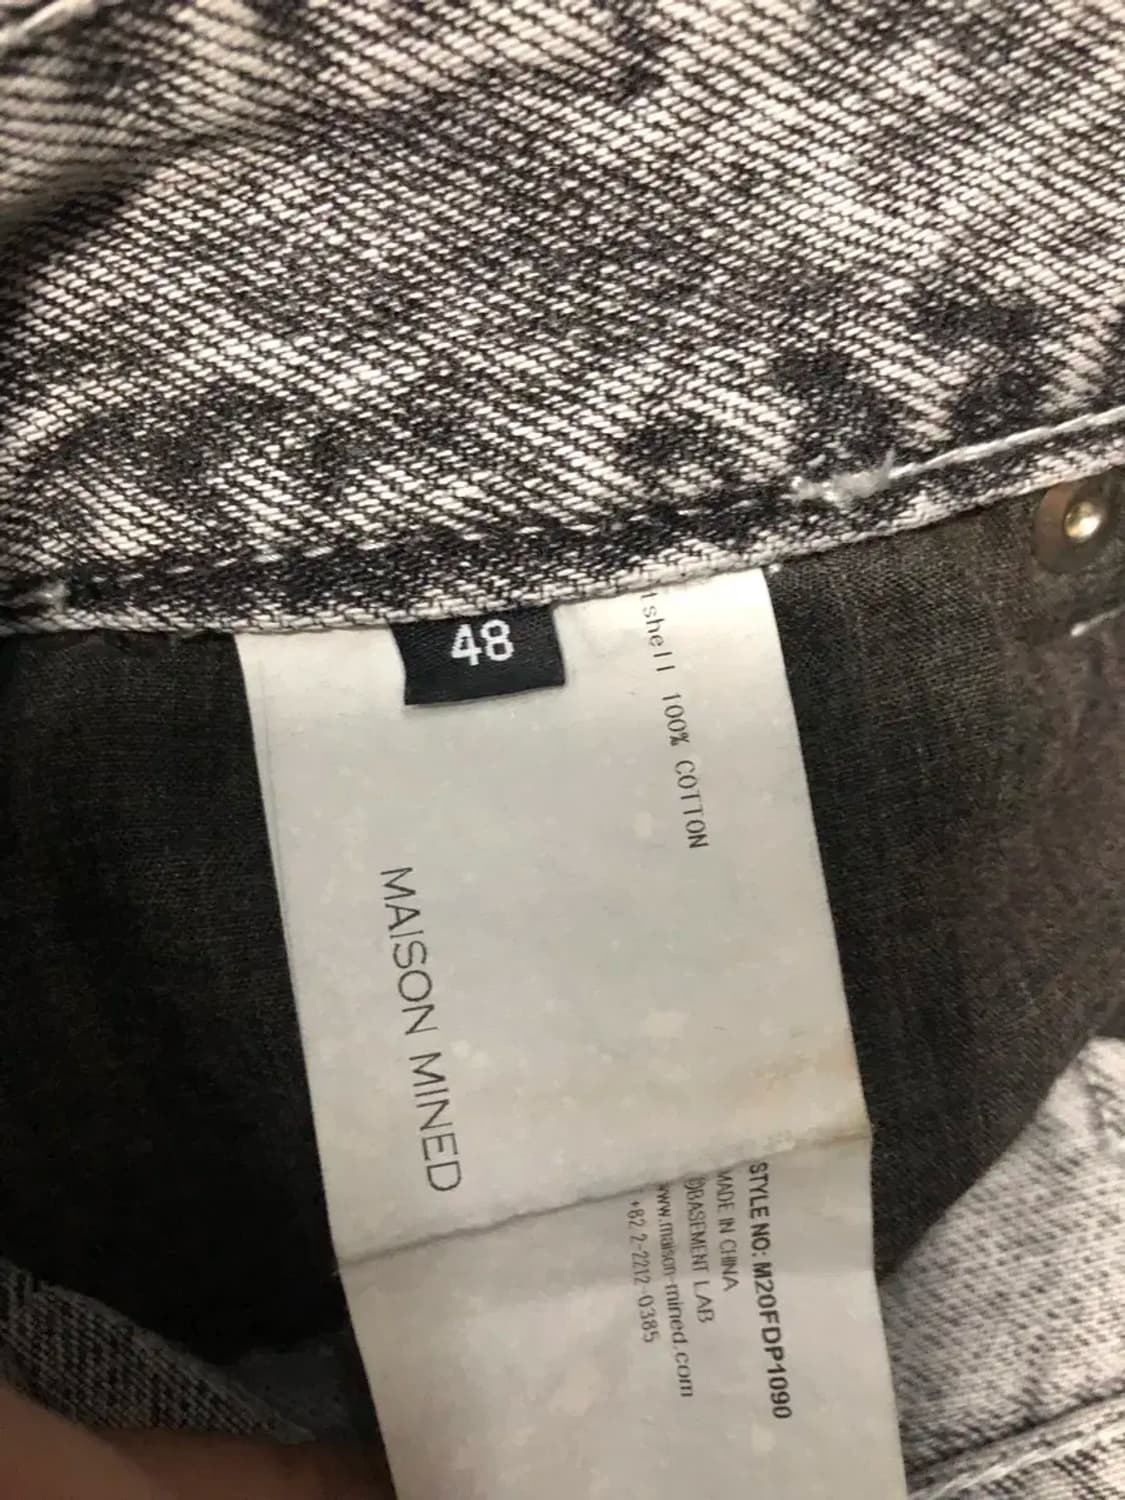 48
tshell 100% COTTON
MAISON MINED
STYLE NO: M20FDP1090
MADE IN CHINA
©BASEMENT LAB
www.maison-mined.com
+82 2-2212-0385